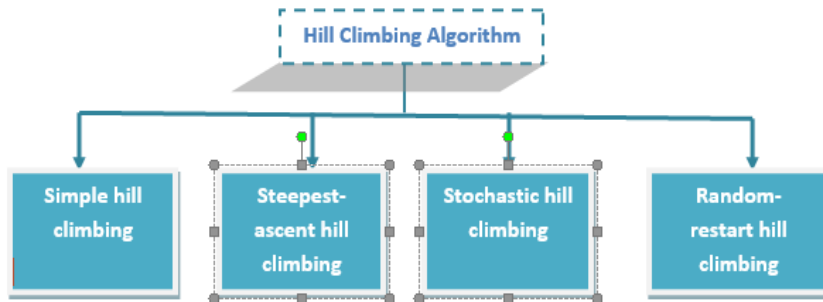 Hill Climbing Algorithm
Simple hill
climbing
Steepest-
ascent hill
climbing
Stochastic hill
climbing
Random-
restart hill
climbing